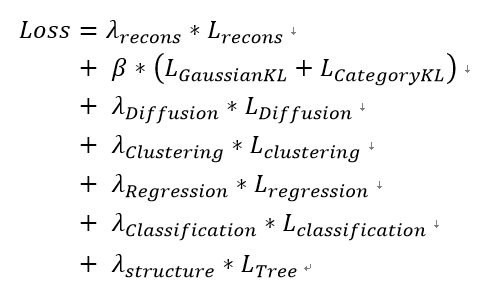 Loss = λ_recons * L_recons ↓
+ β * (L_GaussianKL + L_CategoryKL) ↓
+ λ_Diffusion * L_Diffusion ↓
+ λ_Clustering * L_clustering ↓
+ λ_Regression * L_regression ↓
+ λ_Classification * L_classification ↓
+ λ_structure * L_Tree ↵